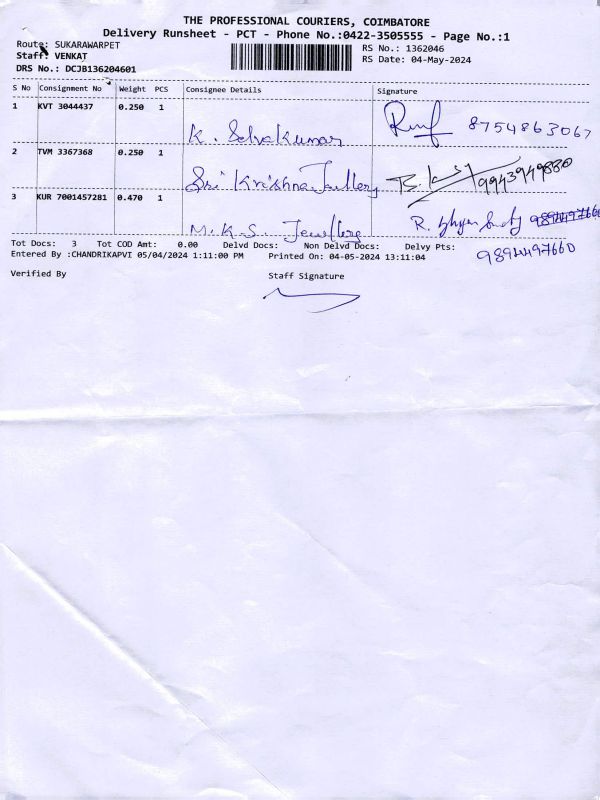 THE PROFESSIONAL COURIERS, COIMBATORE
Delivery Runsheet - PCT - Phone No.:0422-3505555 - Page No.:1
Route: SUKARAWARPET
RS No.: 1362046
Staff: VENKAT
RS Date: 04-May-2024
DRS No.: DCJB136204601
S No Consignment No Weight PCS Consignee Details Signature
1 KVT 3044437 0.250 1 K. Selvakumar 8754863067
2 TVM 3367368 0.250 1 Sri Krishna Jwellery 9943949880
3 KUR 7001457281 0.470 1 M.K.S. Jewllery R.
Tot Docs: 3 Tot COD Amt: 0.00 Delvd Docs: Non Delvd Docs: Delvy Pts:
9894497660
Entered By :CHANDRIKAPVI 05/04/2024 1:11:00 PM Printed On: 04-05-2024 13:11:04
Verified By Staff Signature